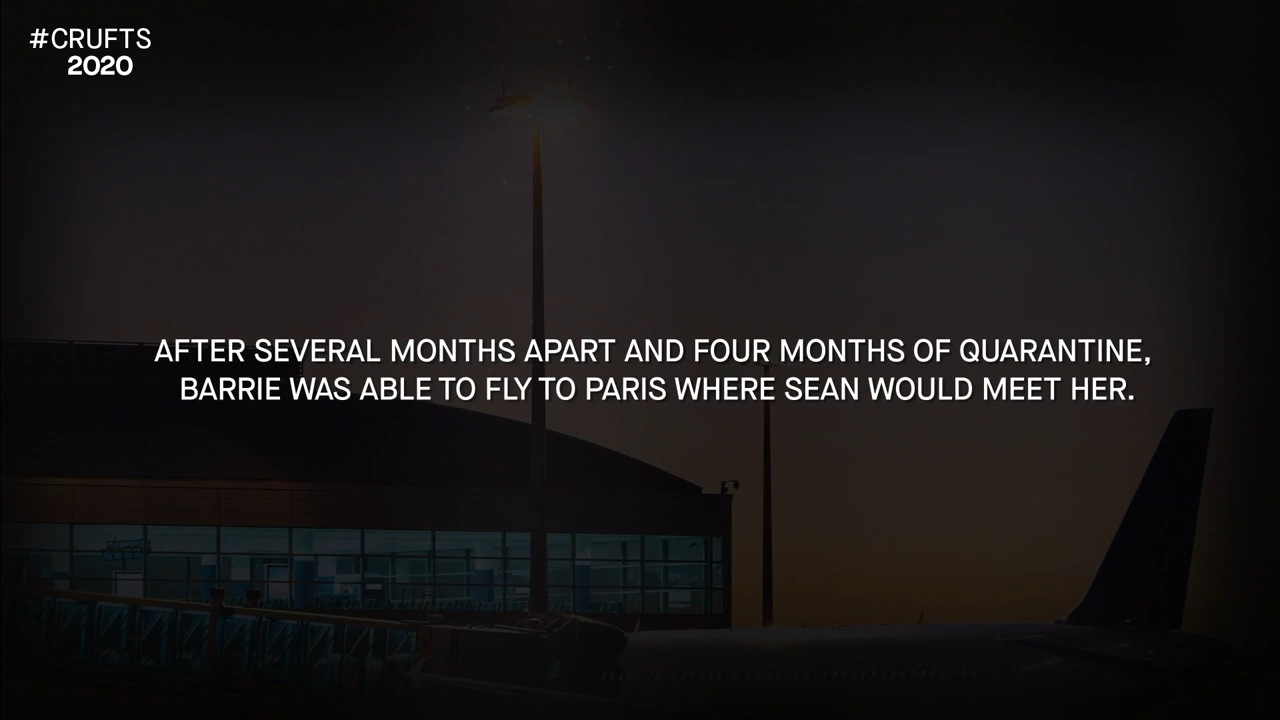 #CRUFTS
2020
AFTER SEVERAL MONTHS APART AND FOUR MONTHS OF QUARANTINE,
BARRIE WAS ABLE TO FLY TO PARIS WHERE SEAN WOULD MEET HER.